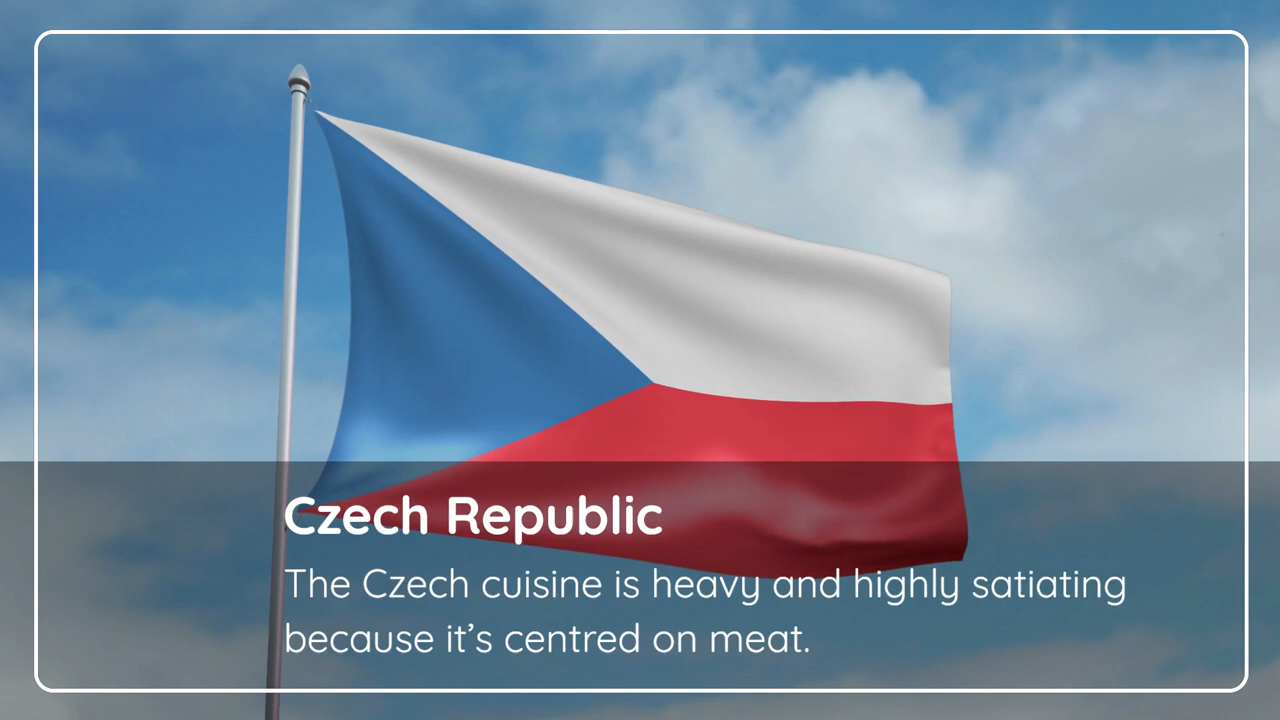 Czech Republic
The Czech cuisine is heavy and highly satiating
because it’s centred on meat.